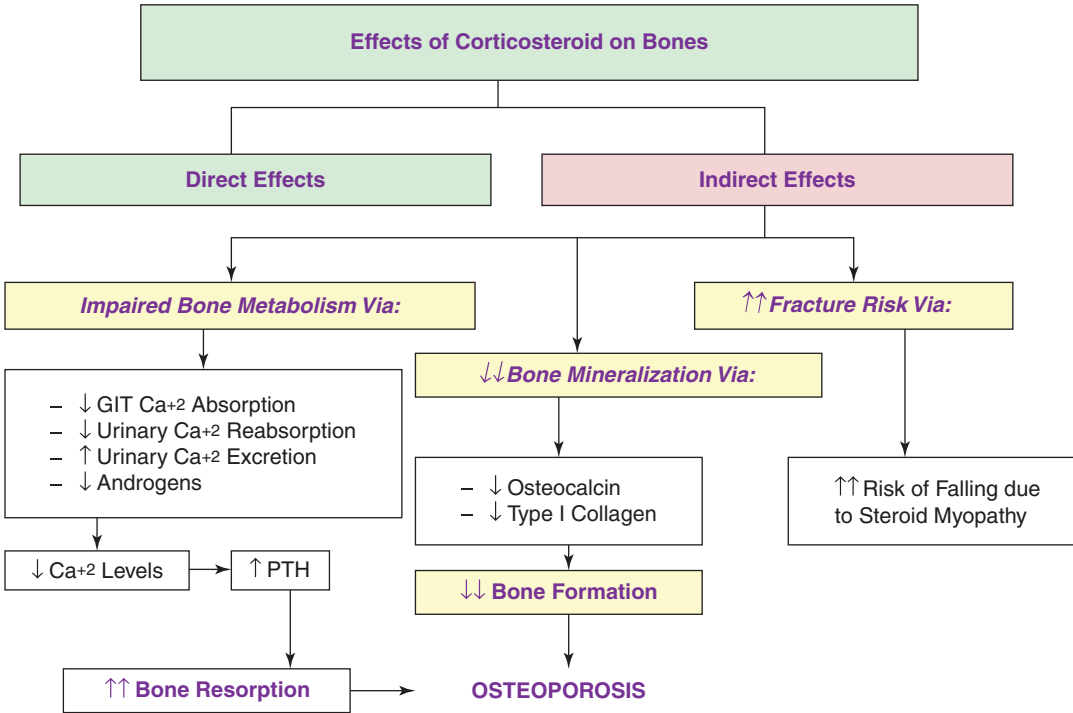 Effects of Corticosteroid on Bones
Direct Effects
Indirect Effects
Impaired Bone Metabolism Via:
↑↑ Fracture Risk Via:
↓↓ Bone Mineralization Via:
– ↓ GIT Ca+2 Absorption
– ↓ Urinary Ca+2 Reabsorption
– ↑ Urinary Ca+2 Excretion
– ↓ Androgens
– ↓ Osteocalcin
– ↓ Type I Collagen
↑↑ Risk of Falling due
to Steroid Myopathy
↓ Ca+2 Levels
↑ PTH
↓↓ Bone Formation
↑↑ Bone Resorption
OSTEOPOROSIS